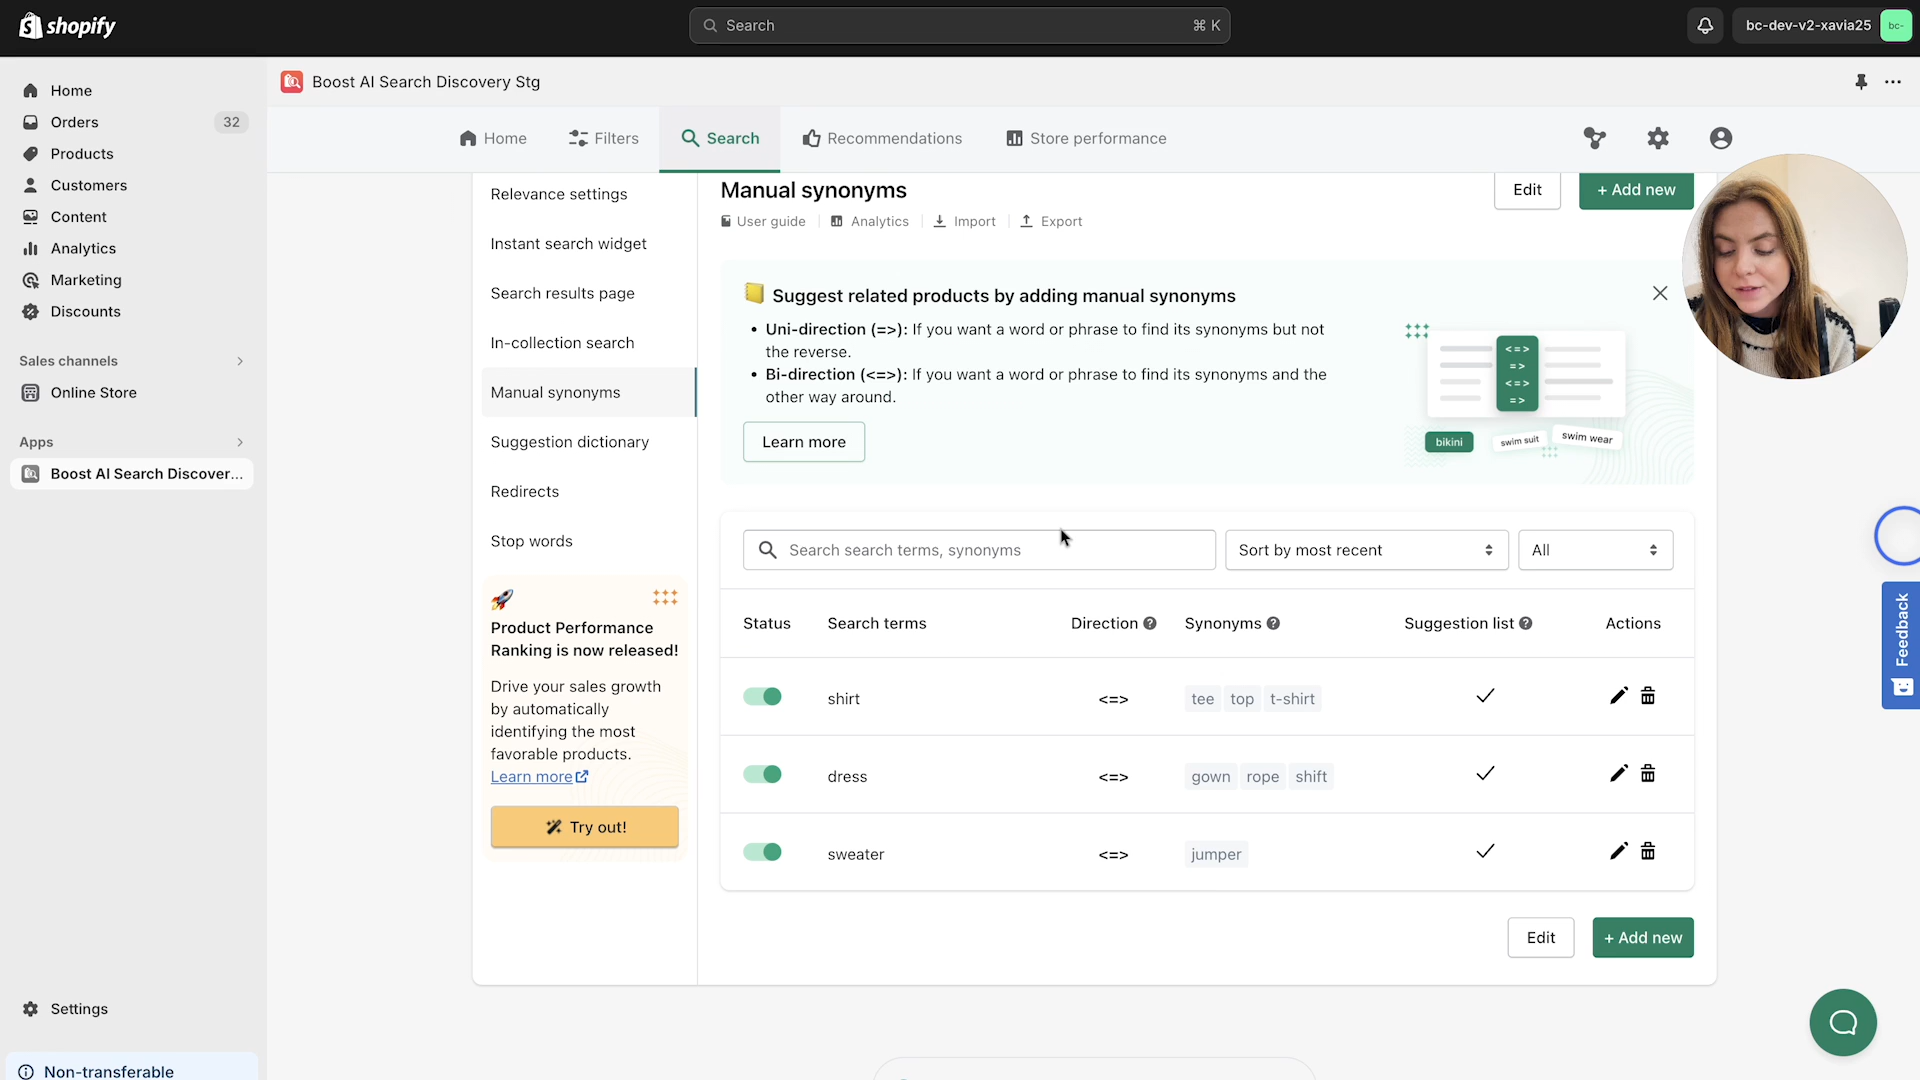 shopify
Search
⌘ K
bc-dev-v2-xavia25
bc-
Home
Orders
32
Products
Customers
Content
Analytics
Marketing
Discounts
Sales channels
Online Store
Apps
Boost AI Search Discover...
Settings
Non-transferable
Boost AI Search Discovery Stg
Home
Filters
Search
Recommendations
Store performance
Relevance settings
Instant search widget
Search results page
In-collection search
Manual synonyms
Suggestion dictionary
Redirects
Stop words
Product Performance
Ranking is now released!
Drive your sales growth
by automatically
identifying the most
favorable products.
Learn more
Try out!
Manual synonyms
Edit
+ Add new
User guide
Analytics
Import
Export
Suggest related products by adding manual synonyms
• Uni-direction (=>): If you want a word or phrase to find its synonyms but not
the reverse.
• Bi-direction (<=>): If you want a word or phrase to find its synonyms and the
other way around.
Learn more
<=>
=>
<=>
=>
bikini
swim suit
swim wear
Search search terms, synonyms
Sort by most recent
All
Status
Search terms
Direction
Synonyms
Suggestion list
Actions
shirt
<=>
tee top t-shirt
dress
<=>
gown rope shift
sweater
<=>
jumper
Edit
+ Add new
Feedback